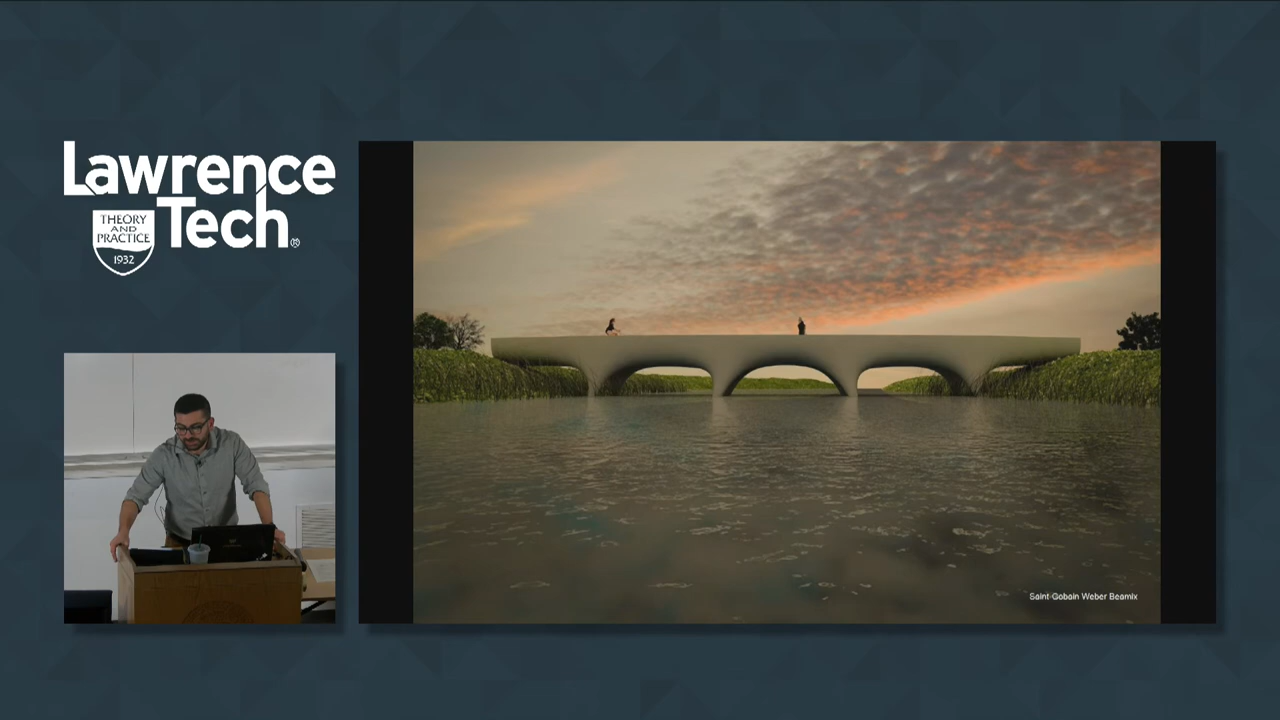 Lawrence
Tech®
THEORY
AND
PRACTICE
1932
Saint-Gobain Weber Beamix